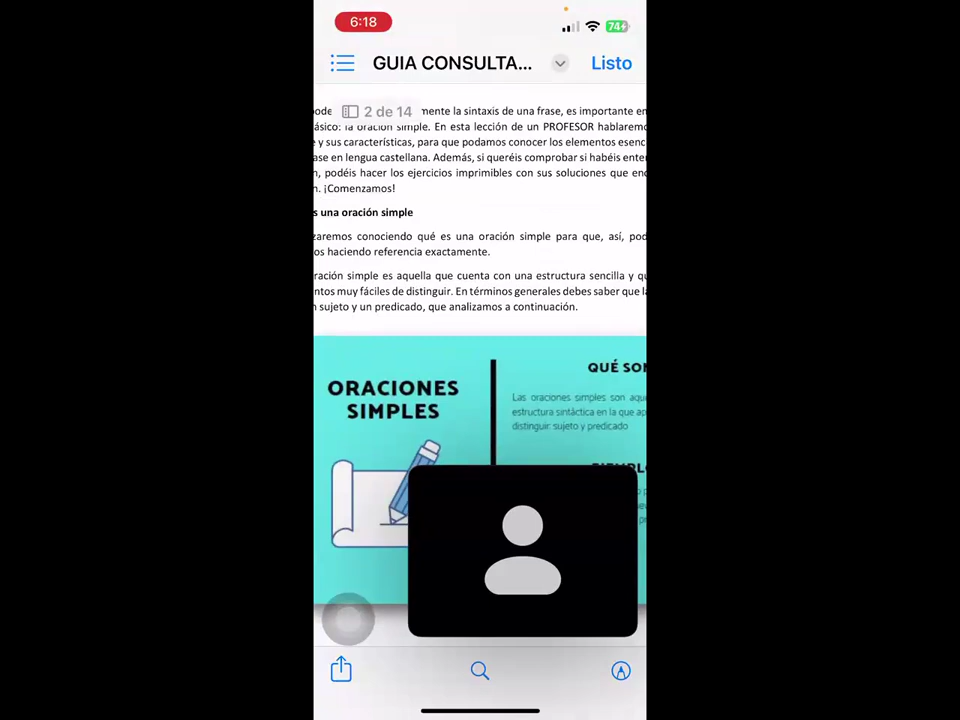 6:18
74
GUIA CONSULTA...
Listo
pode
2 de 14
mente la sintaxis de una frase, es importante en
ásico: la oración simple. En esta lección de un PROFESOR hablaremo
e y sus características, para que podamos conocer los elementos esenc
ase en lengua castellana. Además, si queréis comprobar si habéis enten
n, podéis hacer los ejercicios imprimibles con sus soluciones que enc
n. ¡Comenzamos!
s una oración simple
zaremos conociendo qué es una oración simple para que, así, pod
os haciendo referencia exactamente.
ración simple es aquella que cuenta con una estructura sencilla y qu
ntos muy fáciles de distinguir. En términos generales debes saber que la
n sujeto y un predicado, que analizamos a continuación.
ORACIONES
SIMPLES
QUÉ SON
Las oraciones simples son aque
estructura sintáctica en la que ap
distinguir: sujeto y predicado